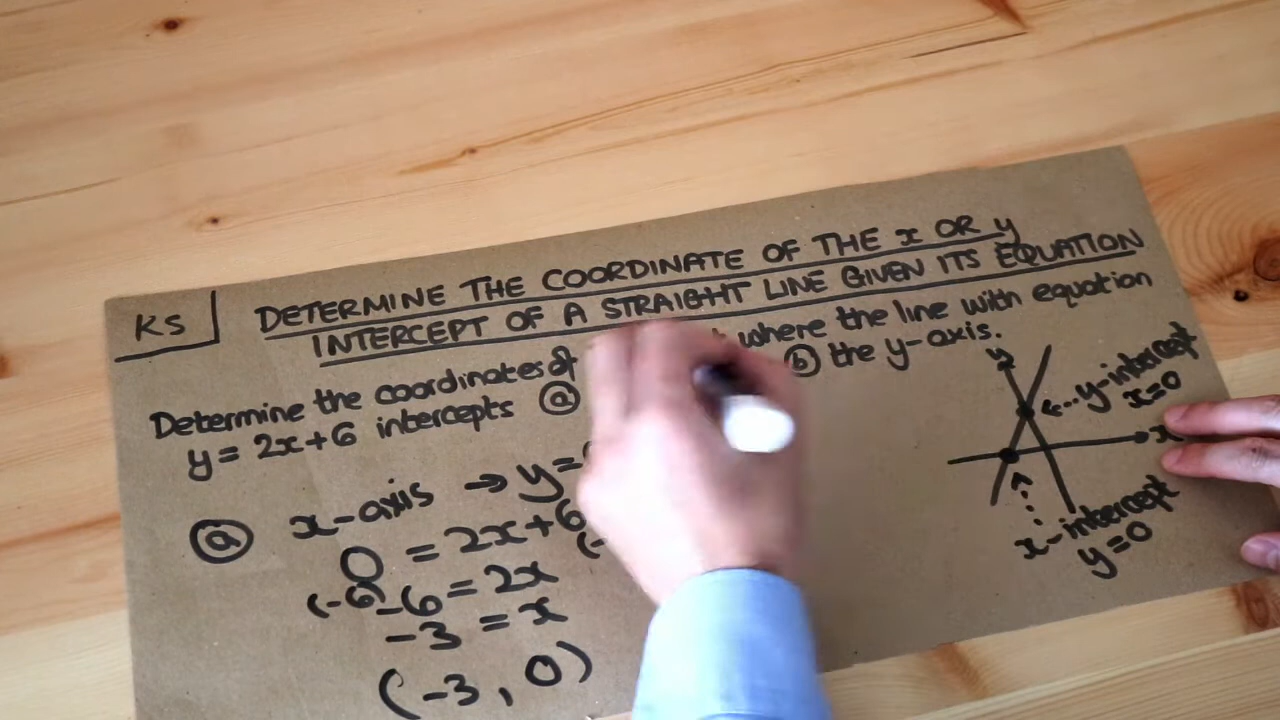 KS
DETERMINE THE COORDINATE OF THE x OR y
INTERCEPT OF A STRAIGHT LINE GIVEN ITS EQUATION
Determine the coordinates of where the line with equation
y = 2x+6 intercepts ⓐ ⓑ the y-axis.
ⓐ x-axis → y=
0 = 2x+6
(-6) -6 = 2x
-3 = x
(-3, 0)
y
y-intercept
x=0
x
x-intercept
y=0